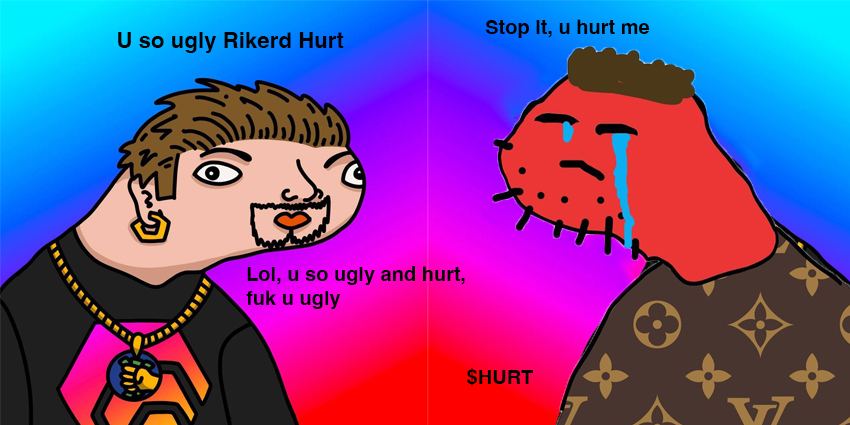 U so ugly Rikerd Hurt
Stop It, u hurt me
Lol, u so ugly and hurt,
fuk u ugly
$HURT